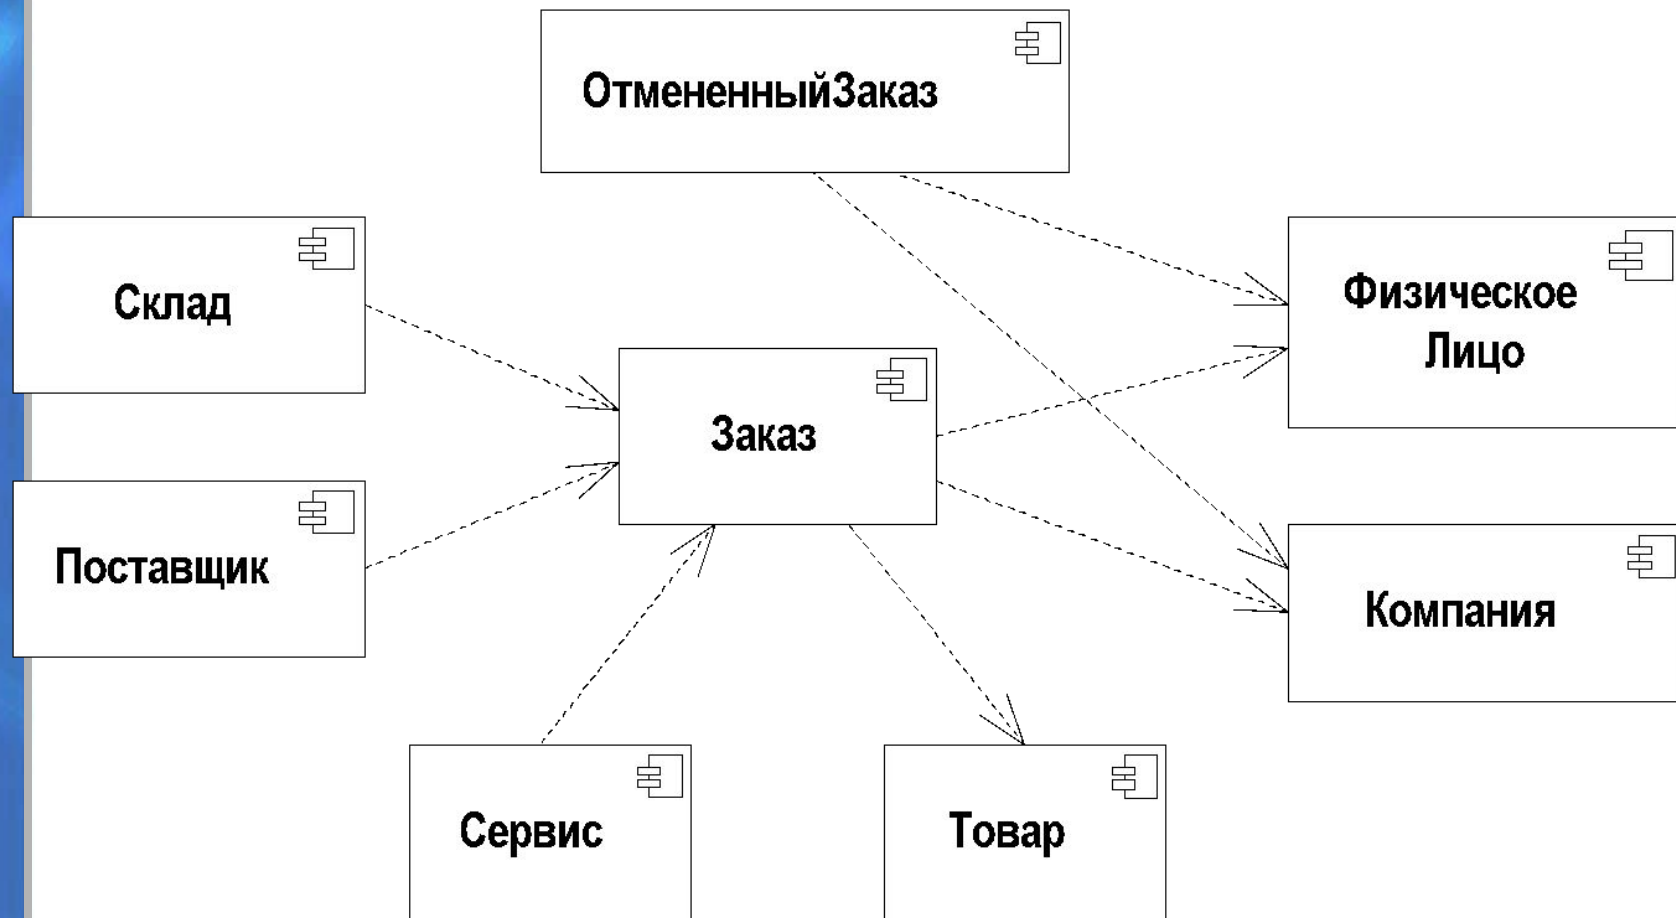 ОтмененныйЗаказ
Склад
Физическое
Лицо
Заказ
Поставщик
Компания
Сервис
Товар